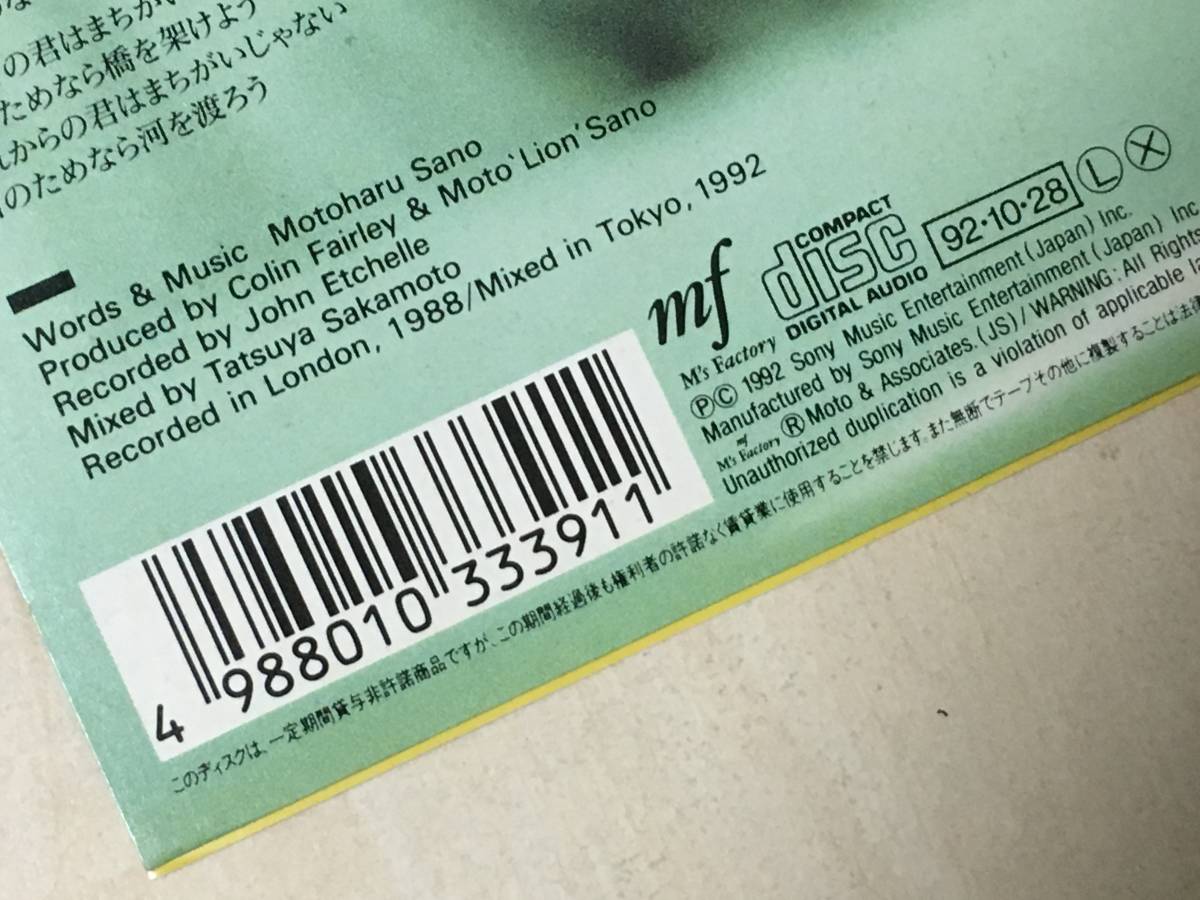 の君はまちがい
ためなら橋を架けよう
からの君はまちがいじゃない
のためなら河を渡ろう
Words & Music Motoharu Sano
Produced by Colin Fairley & Moto'Lion'Sano
Recorded by John Etchelle
Mixed by Tatsuya Sakamoto
Recorded in London, 1988/Mixed in Tokyo, 1992
4 988010 333911
mf
M's Factory
COMPACT
disc
DIGITAL AUDIO
92·10·28 Ⓛ Ⓧ
ⓅⒸ 1992 Sony Music Entertainment (Japan) Inc.
Manufactured by Sony Music Entertainment (Japan) Inc
mf M's Factory ® Moto & Associates. (JS)/WARNING: All Rights
Unauthorized duplication is a violation of applicable la
このディスクは、一定期間貸与非許諾商品ですが、この期間経過後も権利者の許諾なく賃貸業に使用することを禁じます。また無断でテープその他に複製することは法律